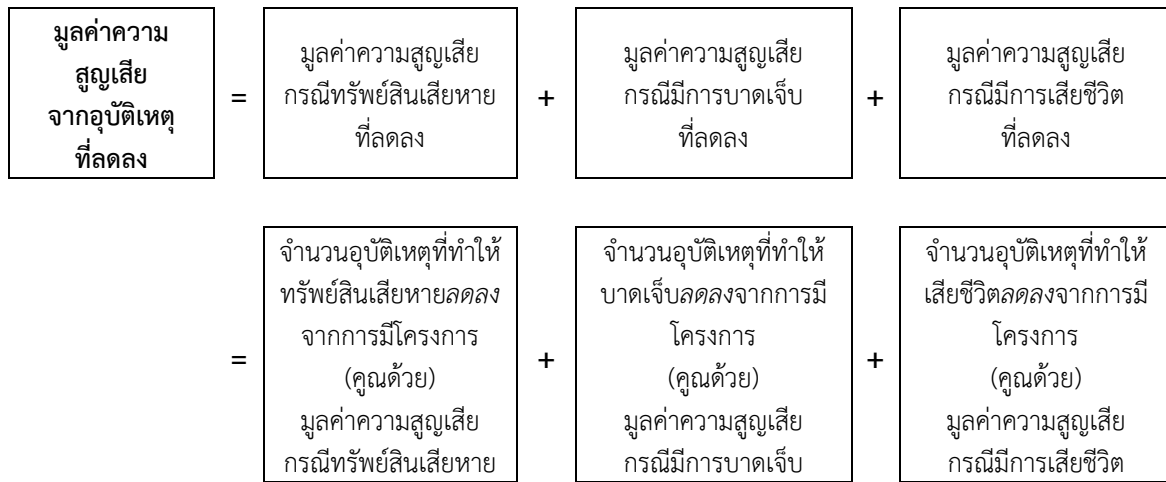 มูลค่าความ
สูญเสีย
จากอุบัติเหตุ
ที่ลดลง
=
มูลค่าความสูญเสีย
กรณีทรัพย์สินเสียหาย
ที่ลดลง
+
มูลค่าความสูญเสีย
กรณีมีการบาดเจ็บ
ที่ลดลง
+
มูลค่าความสูญเสีย
กรณีมีการเสียชีวิต
ที่ลดลง
=
จำนวนอุบัติเหตุที่ทำให้
ทรัพย์สินเสียหายลดลง
จากการมีโครงการ
(คูณด้วย)
มูลค่าความสูญเสีย
กรณีทรัพย์สินเสียหาย
+
จำนวนอุบัติเหตุที่ทำให้
บาดเจ็บลดลงจากการมี
โครงการ
(คูณด้วย)
มูลค่าความสูญเสีย
กรณีมีการบาดเจ็บ
+
จำนวนอุบัติเหตุที่ทำให้
เสียชีวิตลดลงจากการมี
โครงการ
(คูณด้วย)
มูลค่าความสูญเสีย
กรณีมีการเสียชีวิต